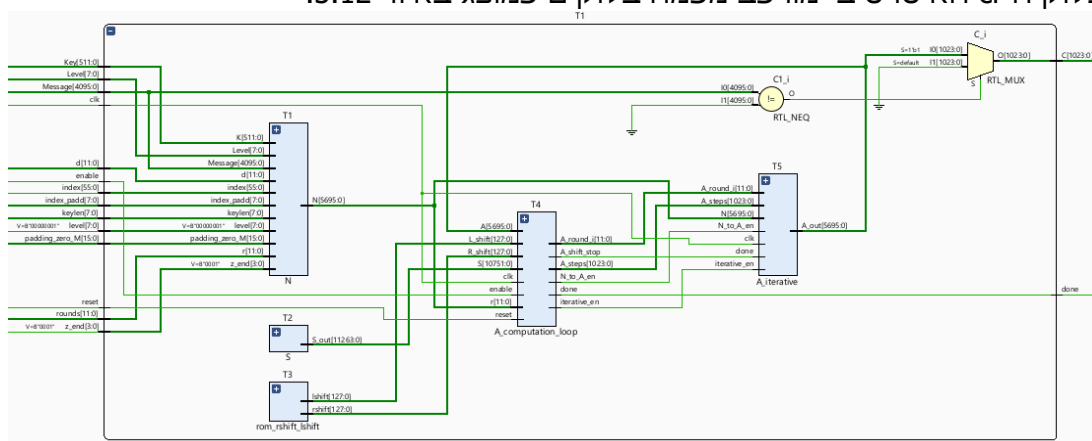 T1
Key[511:0]
Level[7:0]
Message[4095:0]
clk
d[11:0]
enable
index[55:0]
index_padd[7:0]
keylen[7:0]
V=B"00000001" level[7:0]
padding_zero_M[15:0]
reset
rounds[11:0]
V=B"0001" z_end[3:0]
T1
K[511:0]
Level[7:0]
Message[4095:0]
d[11:0]
index[55:0]
index_padd[7:0]
keylen[7:0]
V=B"00000001" level[7:0]
padding_zero_M[15:0]
r[11:0]
V=B"0001" z_end[3:0]
N[5695:0]
N
T2
S_out[11263:0]
S
T3
lshift[127:0]
rshift[127:0]
rom_rshift_lshift
T4
A[5695:0]
L_shift[127:0]
R_shift[127:0]
S[10751:0]
clk
enable
r[11:0]
reset
A_round_i[11:0]
A_shift_stop
A_steps[1023:0]
N_to_A_en
done
iterative_en
A_computation_loop
T5
A_round_i[11:0]
A_steps[1023:0]
N[5695:0]
N_to_A_en
clk
done
iterative_en
A_out[5695:0]
A_iterative
C1_i
I0[4095:0]
I1[4095:0]
!=
O
RTL_NEQ
C_i
S=1'b1 I0[1023:0]
S=default I1[1023:0]
S
O[1023:0]
RTL_MUX
C[1023:0]
done